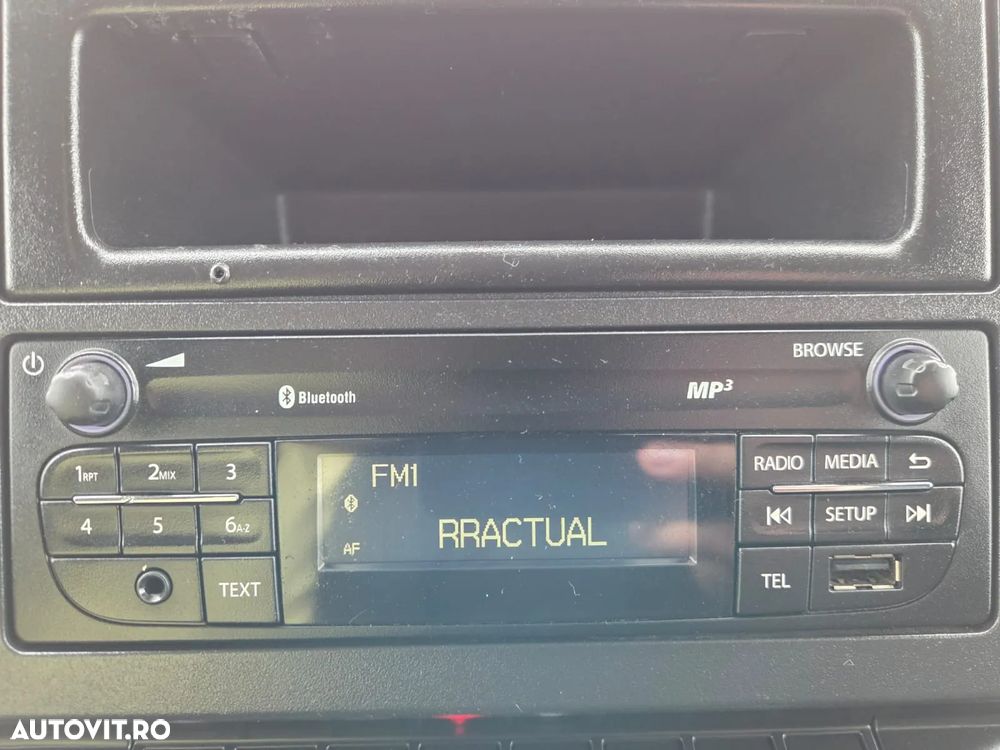 BROWSE
Bluetooth
MP3
1RPT 2MIX 3
4 5 6A-Z
TEXT
FM1
RRACTUAL
AF
RADIO MEDIA
SETUP
TEL
AUTOVIT.RO